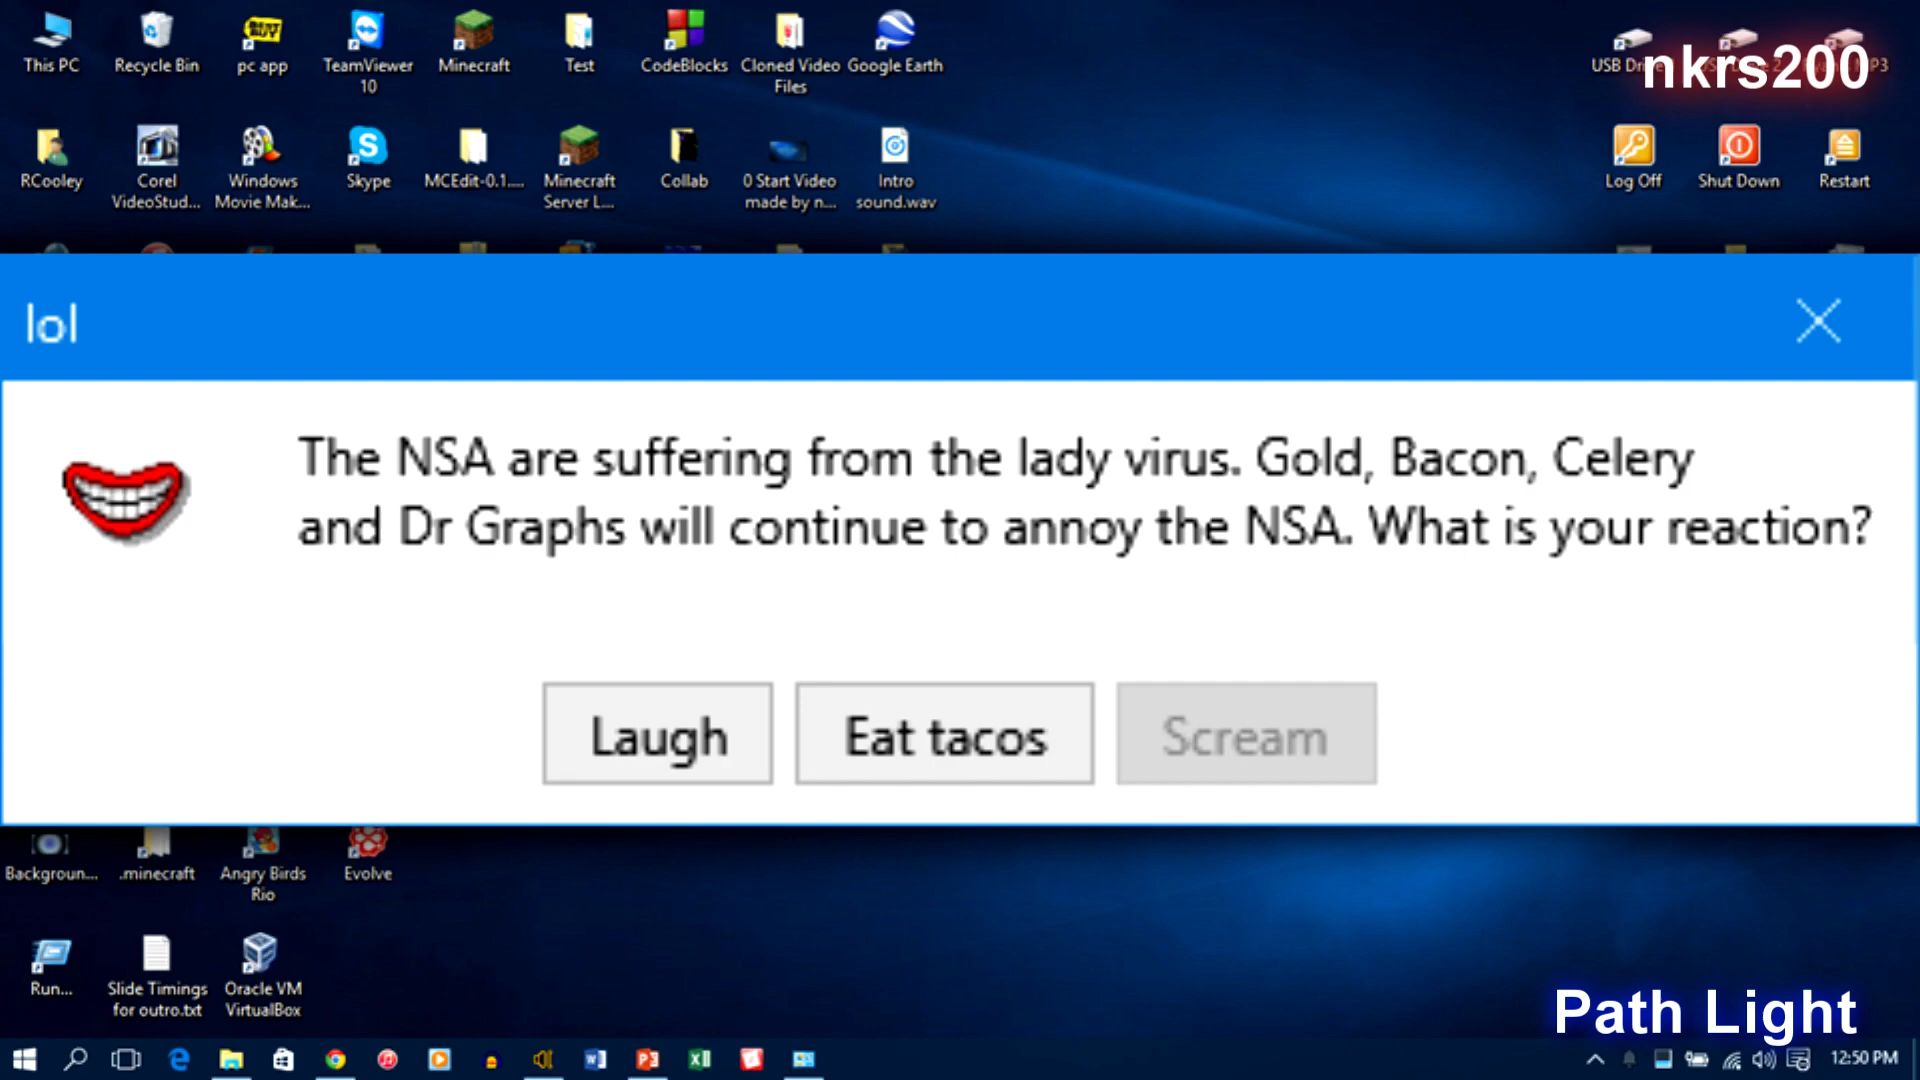 This PC
Recycle Bin
pc app
TeamViewer
10
Minecraft
Test
CodeBlocks
Cloned Video
Files
Google Earth
nkrs200
RCooley
Corel
VideoStud...
Windows
Movie Mak...
Skype
MCEdit-0.1....
Minecraft
Server L...
Collab
0 Start Video
made by n...
Intro
sound.wav
Log Off
Shut Down
Restart
lol
The NSA are suffering from the lady virus. Gold, Bacon, Celery
and Dr Graphs will continue to annoy the NSA. What is your reaction?
Laugh
Eat tacos
Scream
Backgroun...
.minecraft
Angry Birds
Rio
Evolve
Run...
Slide Timings
for outro.txt
Oracle VM
VirtualBox
Path Light
12:50 PM